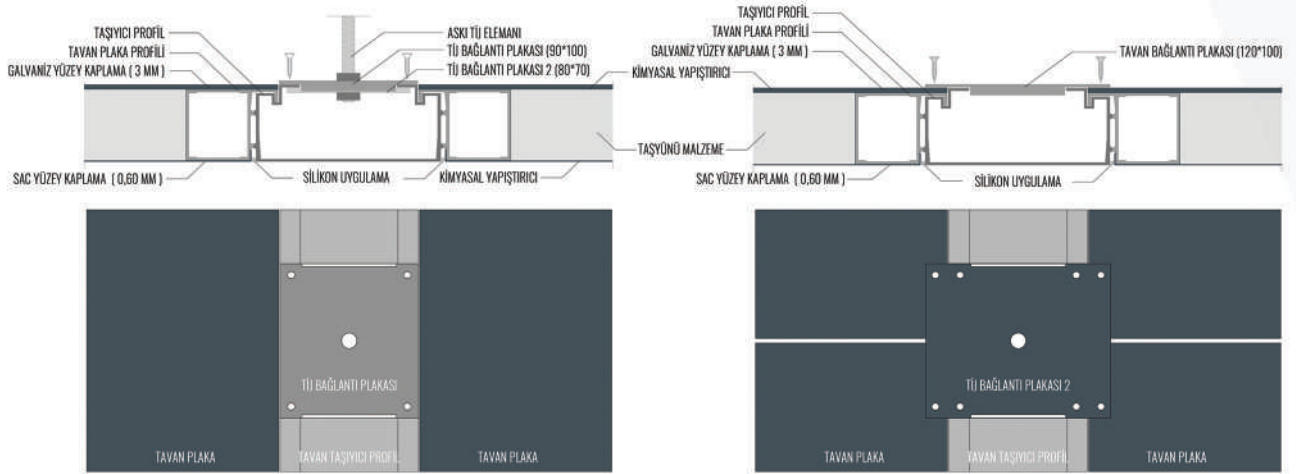 TAŞIYICI PROFİL
TAVAN PLAKA PROFİLİ
GALVANİZ YÜZEY KAPLAMA ( 3 MM )
ASKI TİJ ELEMANI
TİJ BAĞLANTI PLAKASI (90*100)
TİJ BAĞLANTI PLAKASI 2 (80*70)
KİMYASAL YAPIŞTIRICI
TAŞYÜNÜ MALZEME
SAC YÜZEY KAPLAMA ( 0,60 MM )
SİLİKON UYGULAMA
KİMYASAL YAPIŞTIRICI
TAŞIYICI PROFİL
TAVAN PLAKA PROFİLİ
GALVANİZ YÜZEY KAPLAMA ( 3 MM )
TAVAN BAĞLANTI PLAKASI (120*100)
SAC YÜZEY KAPLAMA ( 0,60 MM )
SİLİKON UYGULAMA
TİJ BAĞLANTI PLAKASI
TAVAN PLAKA
TAVAN TAŞIYICI PROFİL
TAVAN PLAKA
TİJ BAĞLANTI PLAKASI 2
TAVAN PLAKA
TAVAN TAŞIYICI PROFİL
TAVAN PLAKA